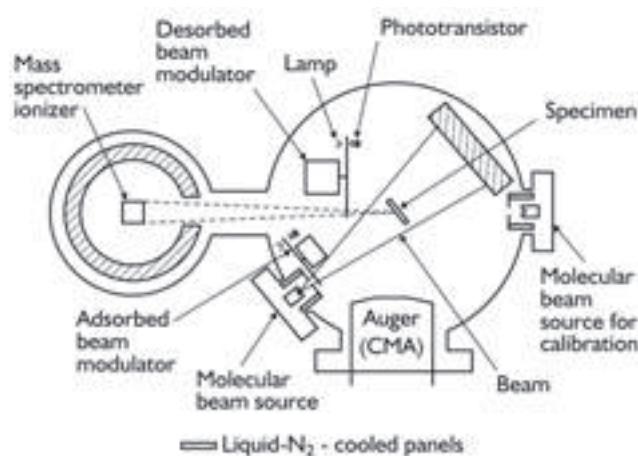 Desorbed
beam
modulator
Phototransistor
Lamp
Mass
spectrometer
ionizer
Specimen
Adsorbed
beam
modulator
Molecular
beam source
Auger
(CMA)
Beam
Molecular
beam
source for
calibration
Liquid-N₂ - cooled panels